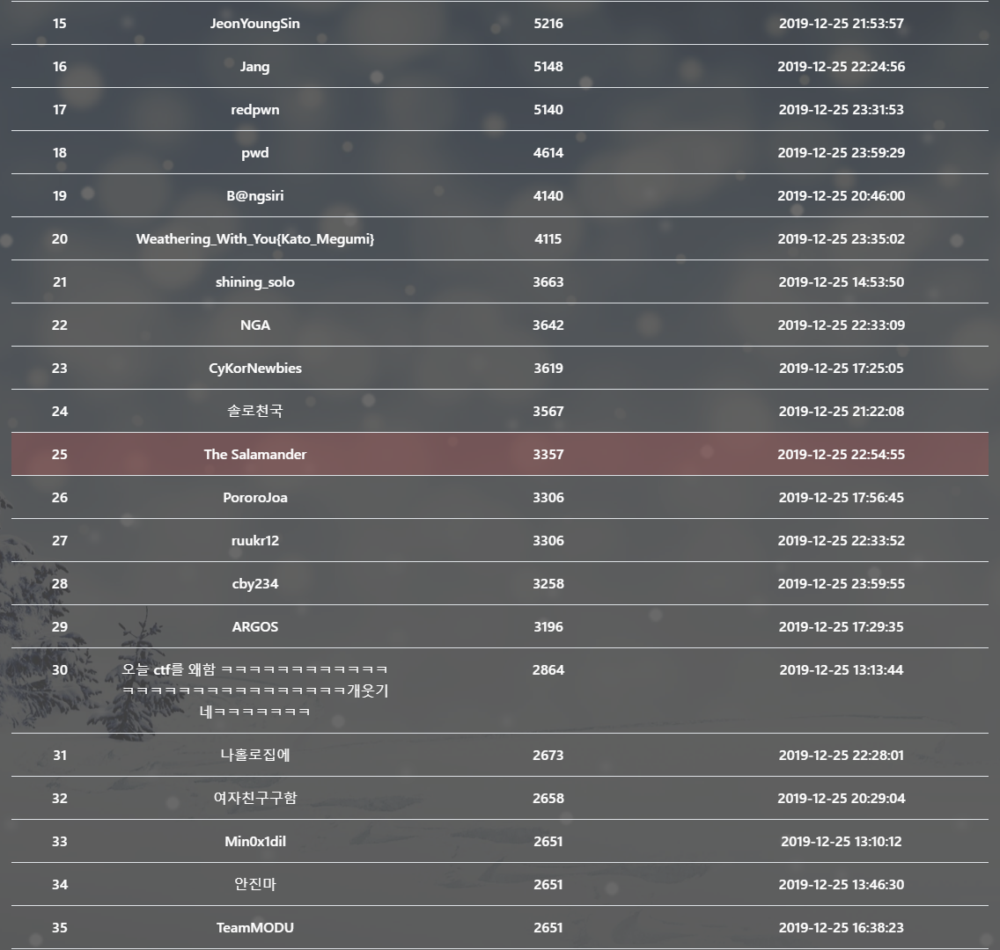 15 JeonYoungSin 5216 2019-12-25 21:53:57
16 Jang 5148 2019-12-25 22:24:56
17 redpwn 5140 2019-12-25 23:31:53
18 pwd 4614 2019-12-25 23:59:29
19 B@ngsiri 4140 2019-12-25 20:46:00
20 Weathering_With_You{Kato_Megumi} 4115 2019-12-25 23:35:02
21 shining_solo 3663 2019-12-25 14:53:50
22 NGA 3642 2019-12-25 22:33:09
23 CyKorNewbies 3619 2019-12-25 17:25:05
24 솔로천국 3567 2019-12-25 21:22:08
25 The Salamander 3357 2019-12-25 22:54:55
26 PororoJoa 3306 2019-12-25 17:56:45
27 ruukr12 3306 2019-12-25 22:33:52
28 cby234 3258 2019-12-25 23:59:55
29 ARGOS 3196 2019-12-25 17:29:35
30 오늘 ctf를 왜함 ㅋㅋㅋㅋㅋㅋㅋㅋㅋㅋㅋㅋ 2864 2019-12-25 13:13:44
ㅋㅋㅋㅋㅋㅋㅋㅋㅋㅋㅋㅋㅋㅋㅋㅋ개웃기
네ㅋㅋㅋㅋㅋㅋㅋ
31 나홀로집에 2673 2019-12-25 22:28:01
32 여자친구구함 2658 2019-12-25 20:29:04
33 Min0x1dil 2651 2019-12-25 13:10:12
34 안진마 2651 2019-12-25 13:46:30
35 TeamMODU 2651 2019-12-25 16:38:23